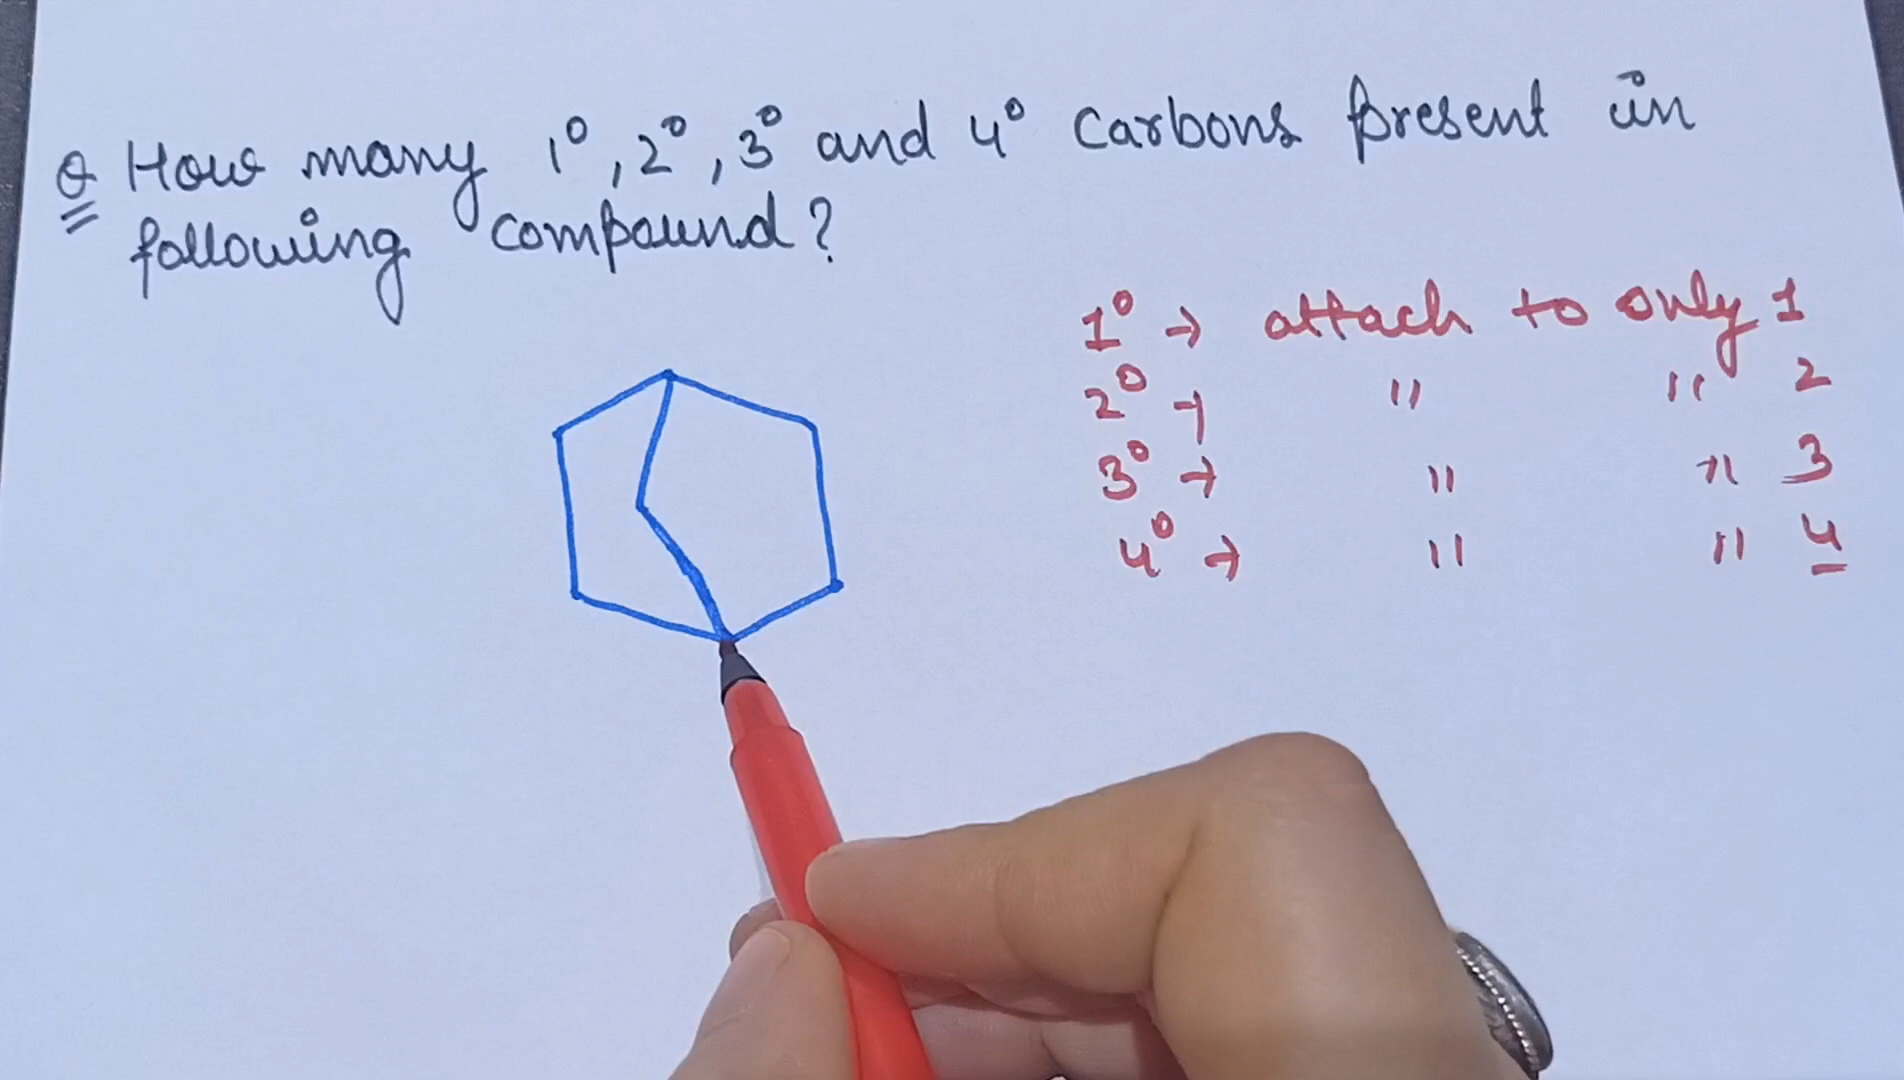 Q How many 1°, 2°, 3° and 4° carbons present in
following compound?
1° → attach to only 1
2° → " " 2
3° → " " 3
4° → " " 4